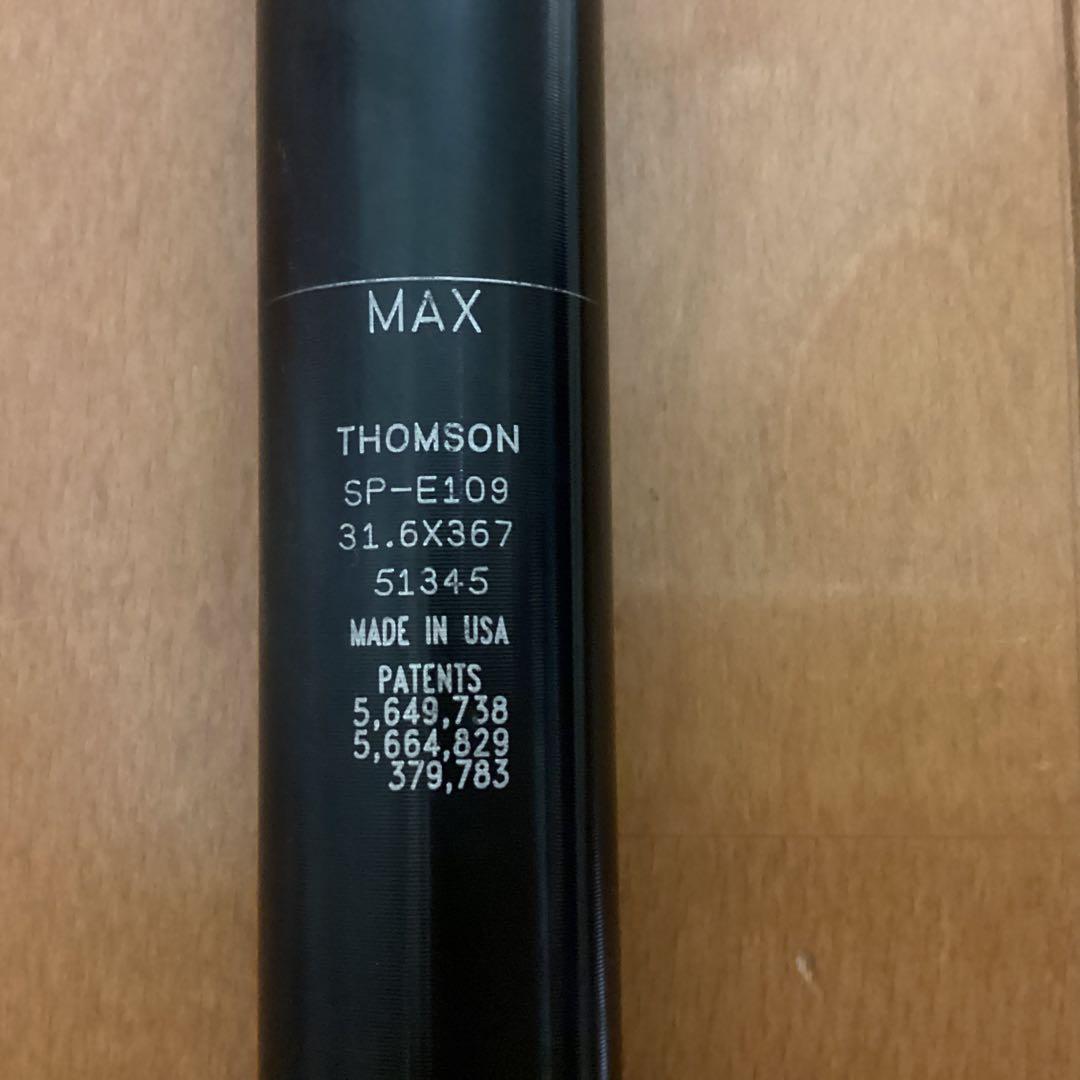 MAX
THOMSON
SP-E109
31.6X367
51345
MADE IN USA
PATENTS
5,649,738
5,664,829
379,783